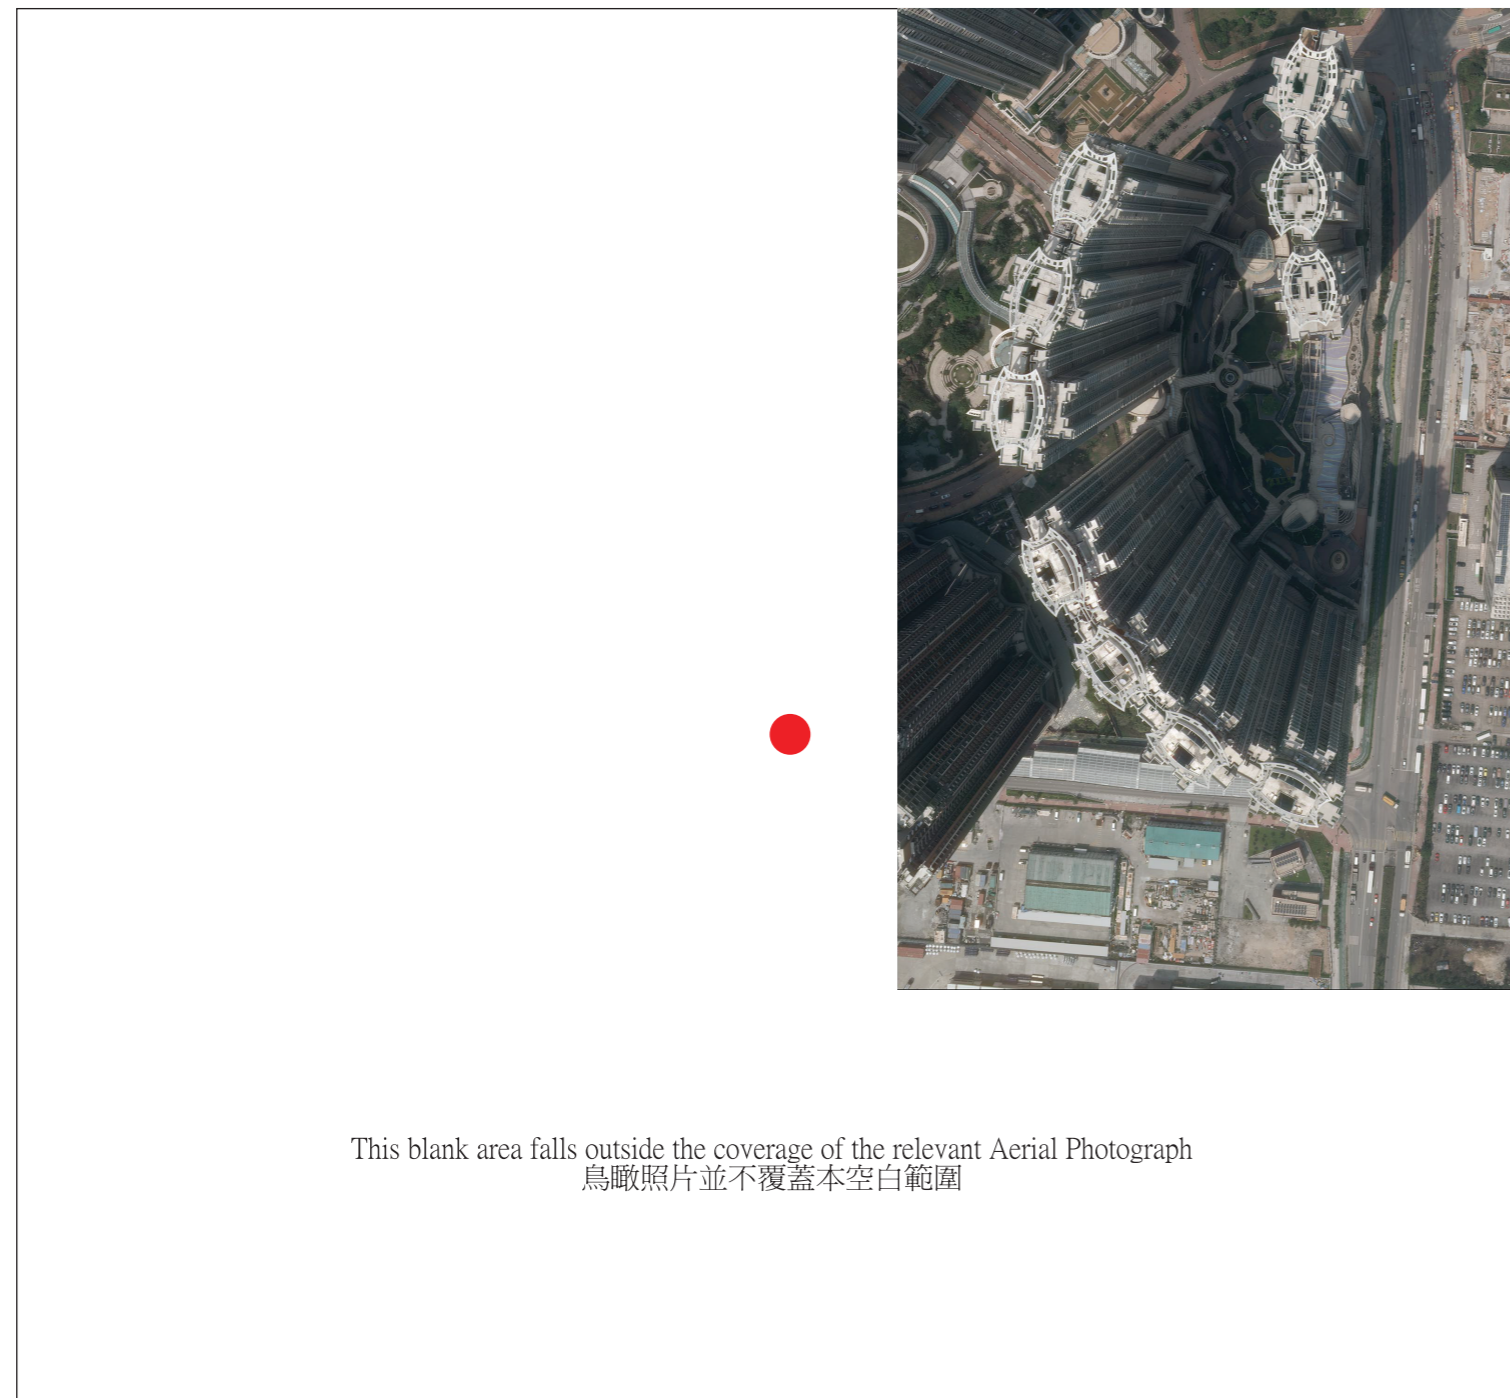 This blank area falls outside the coverage of the relevant Aerial Photograph
鳥瞰照片並不覆蓋本空白範圍